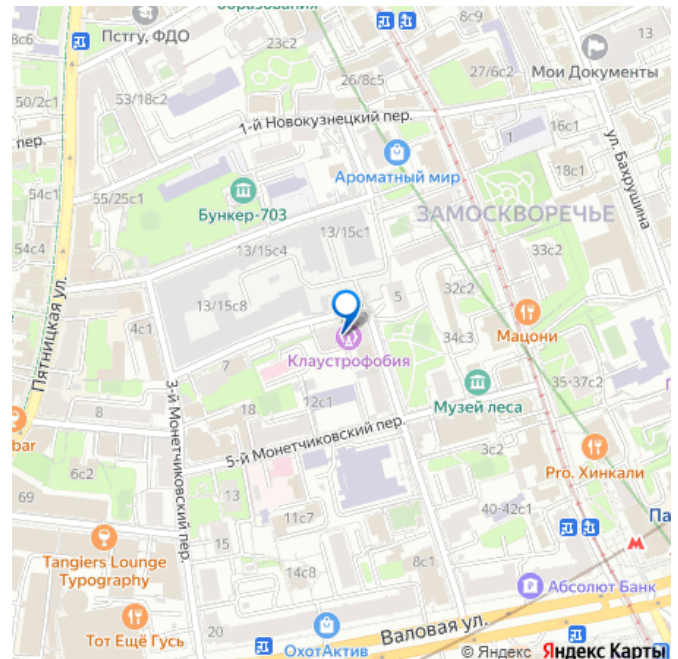 образования
8с6
Пстгу, ФДО
23с2
8с9
13
26/8с5
27/6с2
Мои Документы
50/2с1
53/18с2
1-й Новокузнецкий пер.
16с1
1
пер.
ул. Бахрушина
Ароматный мир
18с1
54с1
55/25с1
Бункер-703
ЗАМОСКВОРЕЧЬЕ
13/15с1
54с4
13/15с4
33с2
32с2
13/15с8
5
Пятницкая ул.
4с1
Мацони
34с3
Клаустрофобия
7
35-37с2
Музей леса
3-й Монетчиковский пер.
12с1
8
18
bar
5-й Монетчиковский пер.
3с2
Pro. Хинкали
6с2
69
13
40-42с1
11с7
Па
15
Tangiers Lounge
Typography
8с1
14с8
Абсолют Банк
20
Валовая ул.
Тот Ещё Гусь
ОхотАктив
© Яндекс Яндекс Карты